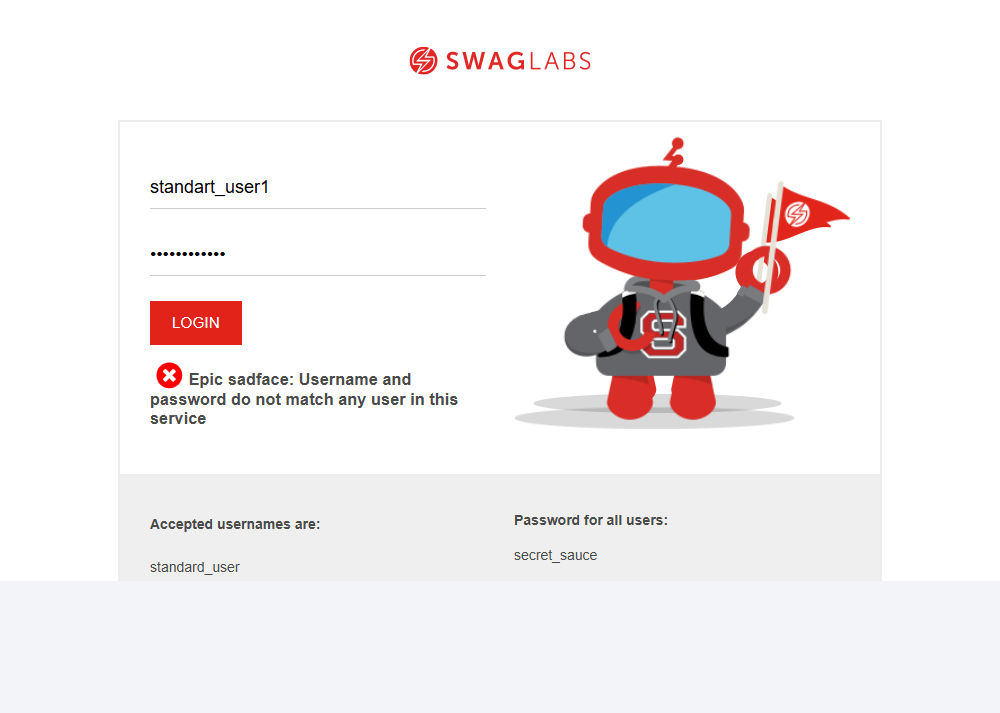 SWAGLABS
standart_user1
••••••••••••
LOGIN
Epic sadface: Username and
password do not match any user in this
service
S
Accepted usernames are:
standard_user
Password for all users:
secret_sauce